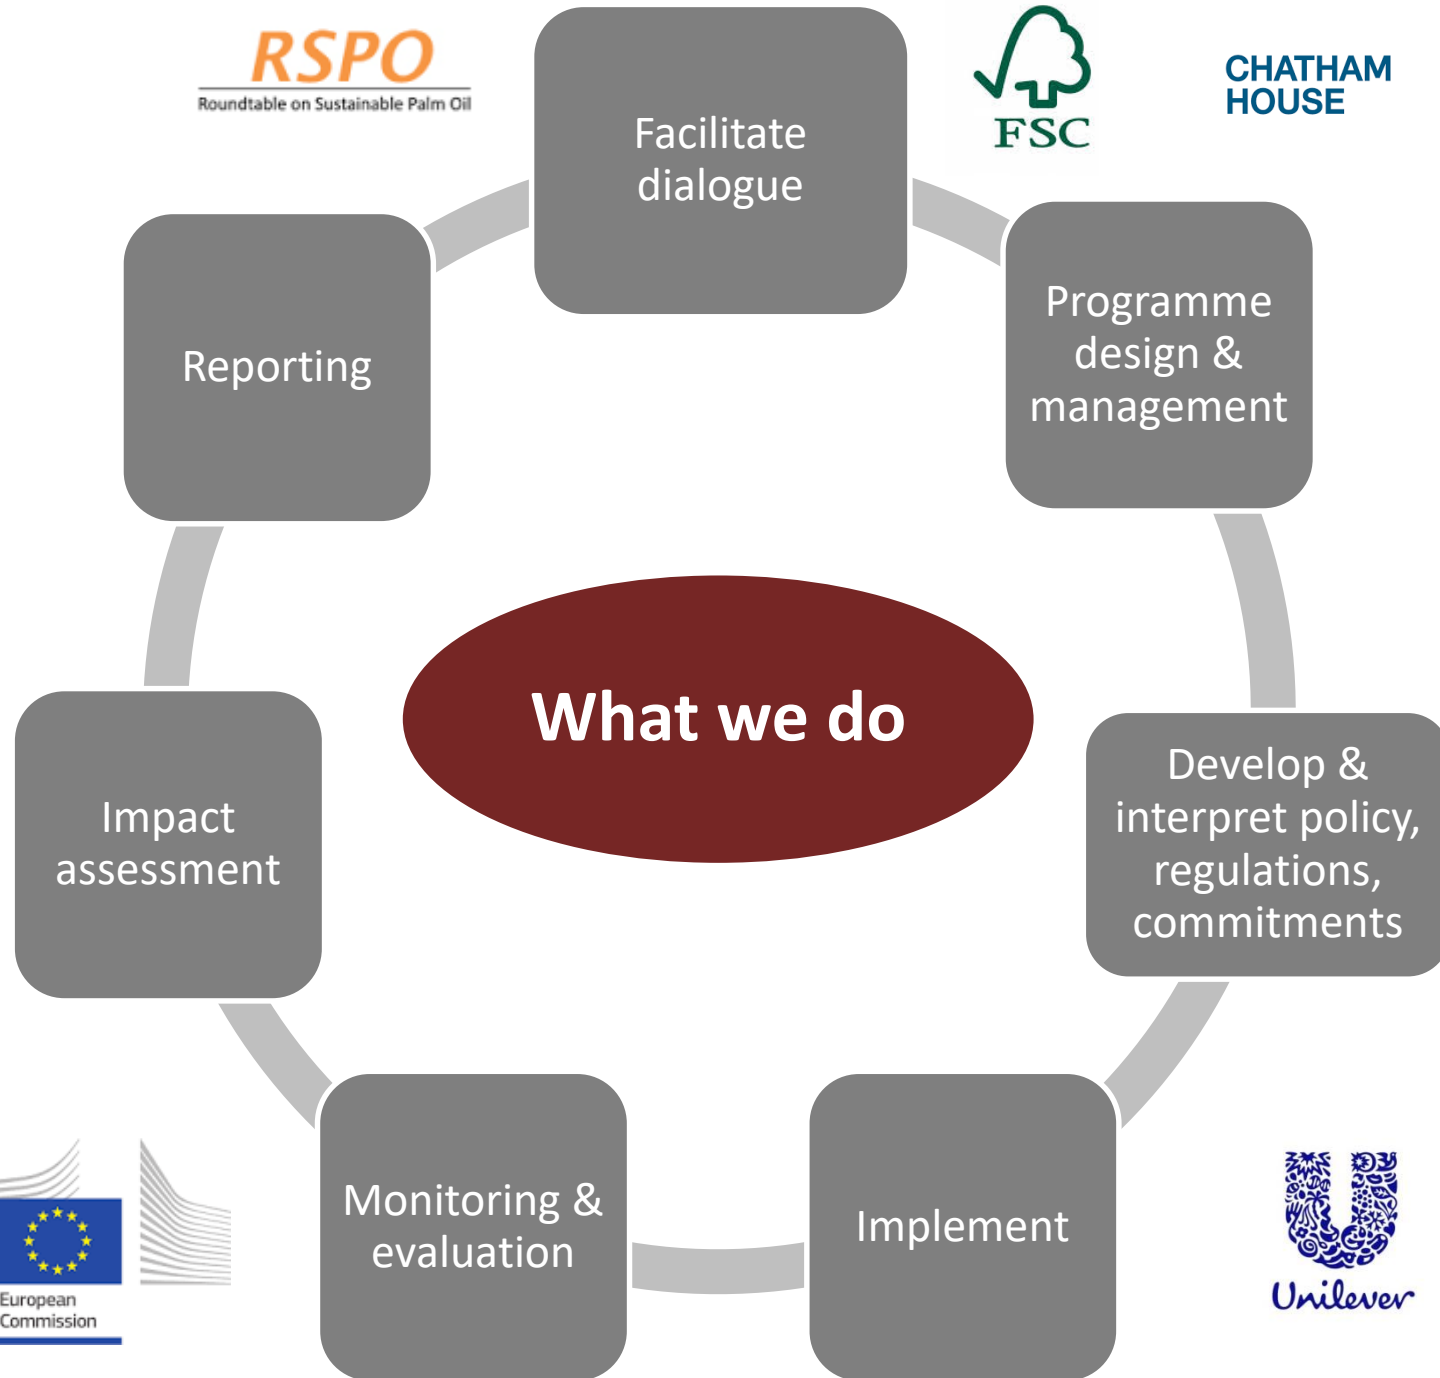 RSPO
Roundtable on Sustainable Palm Oil
FSC
CHATHAM
HOUSE
Facilitate
dialogue
Programme
design &
management
Reporting
What we do
Develop &
interpret policy,
regulations,
commitments
Impact
assessment
Monitoring &
evaluation
Implement
European
Commission
Unilever